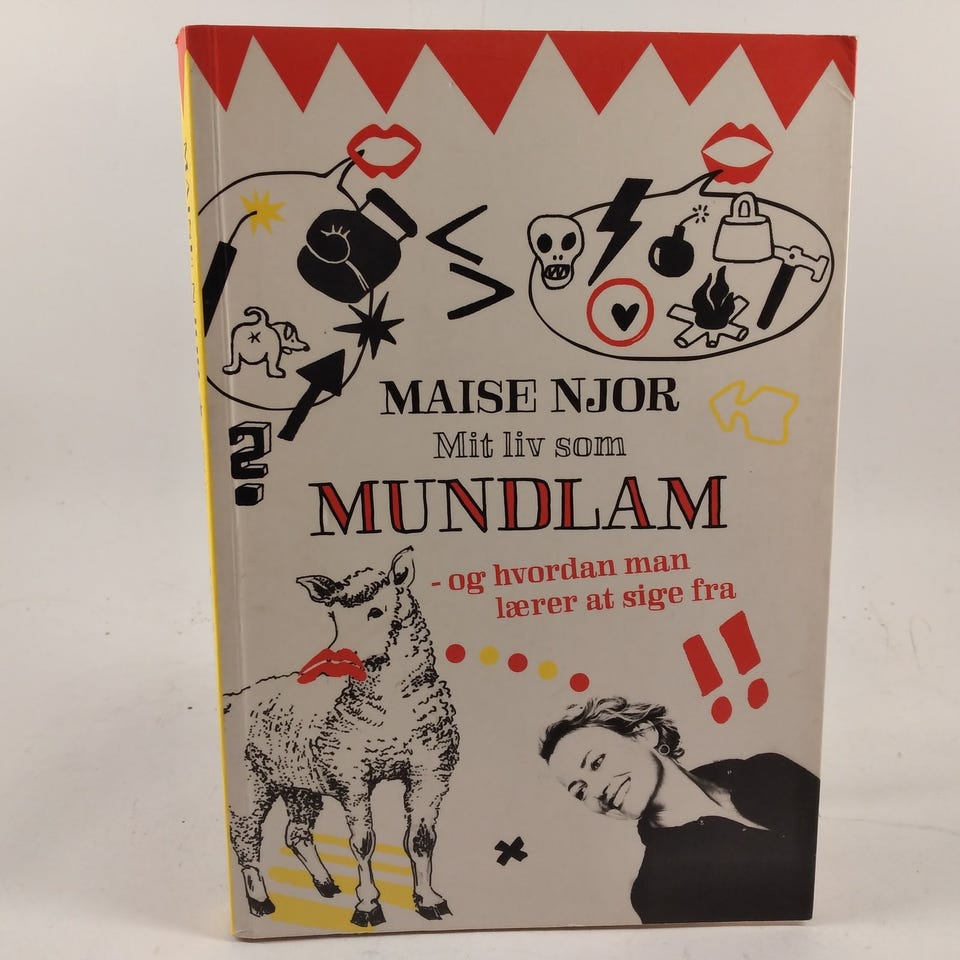 MAISE NJOR
Mit liv som
MUNDLAM
- og hvordan man
lærer at sige fra